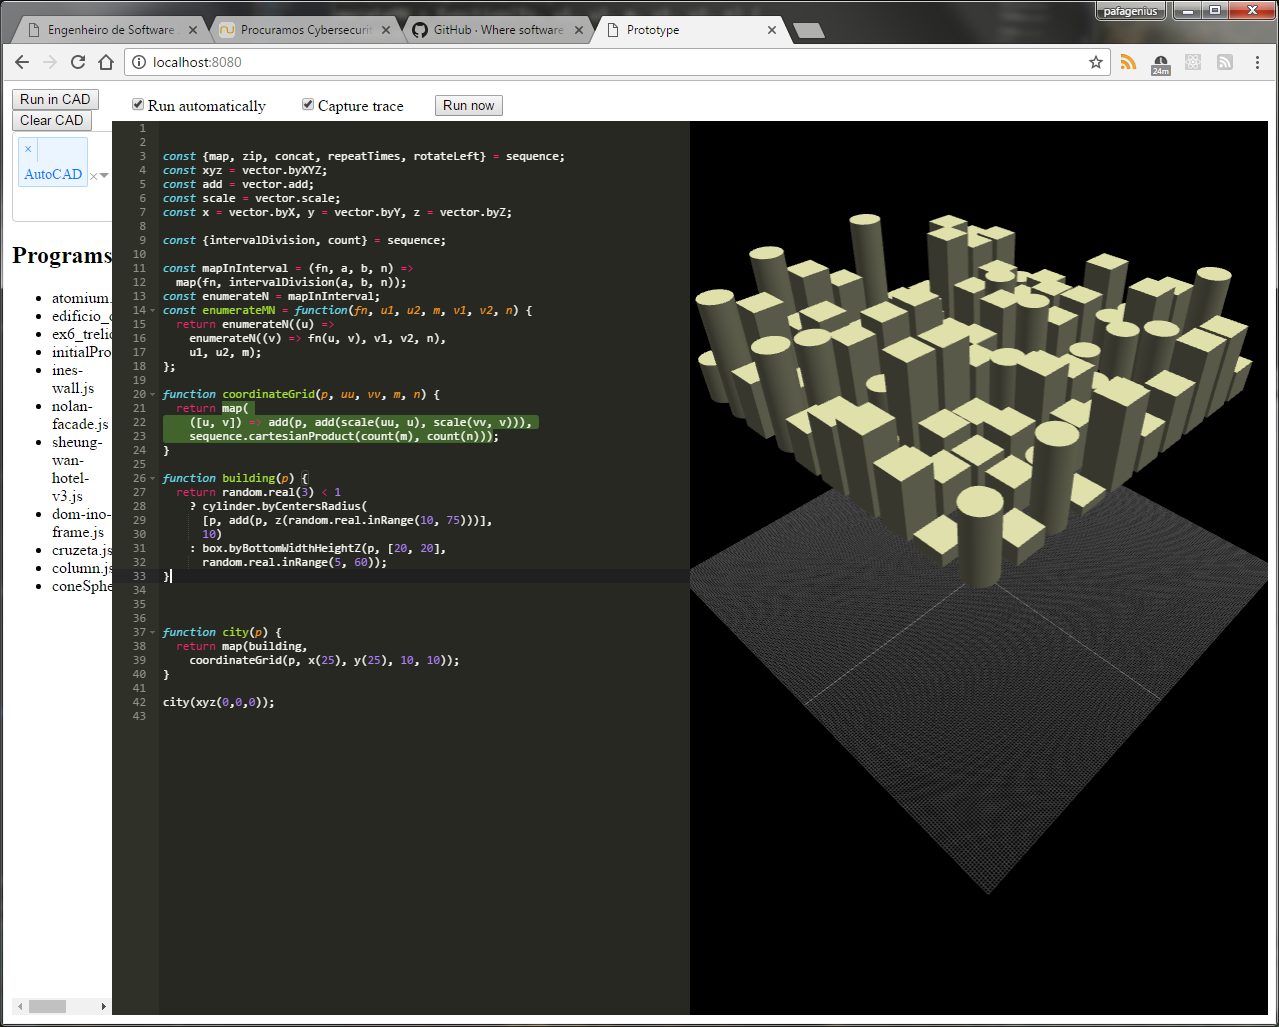 pafagenius
Engenheiro de Software
Procuramos Cybersecurit
GitHub · Where software
Prototype
localhost:8080
24m
Run in CAD
Clear CAD
Run automatically
Capture trace
Run now
×
AutoCAD
Programs
atomium.
edificio_
ex6_treli
initialPro
ines-
wall.js
nolan-
facade.js
sheung-
wan-
hotel-
v3.js
dom-ino-
frame.js
cruzeta.js
column.js
coneSphe
1
2
3 const {map, zip, concat, repeatTimes, rotateLeft} = sequence;
4 const xyz = vector.byXYZ;
5 const add = vector.add;
6 const scale = vector.scale;
7 const x = vector.byX, y = vector.byY, z = vector.byZ;
8
9 const {intervalDivision, count} = sequence;
10
11 const mapInInterval = (fn, a, b, n) =>
12 map(fn, intervalDivision(a, b, n));
13 const enumerateN = mapInInterval;
14 const enumerateMN = function(fn, u1, u2, m, v1, v2, n) {
15 return enumerateN((u) =>
16 enumerateN((v) => fn(u, v), v1, v2, n),
17 u1, u2, m);
18 };
19
20 function coordinateGrid(p, uu, vv, m, n) {
21 return map(
22 ([u, v]) => add(p, add(scale(uu, u), scale(vv, v))),
23 sequence.cartesianProduct(count(m), count(n)));
24 }
25
26 function building(p) {
27 return random.real(3) < 1
28 ? cylinder.byCentersRadius(
29 [p, add(p, z(random.real.inRange(10, 75)))],
30 10)
31 : box.byBottomWidthHeightZ(p, [20, 20],
32 random.real.inRange(5, 60));
33 }
34
35
36
37 function city(p) {
38 return map(building,
39 coordinateGrid(p, x(25), y(25), 10, 10));
40 }
41
42 city(xyz(0,0,0));
43